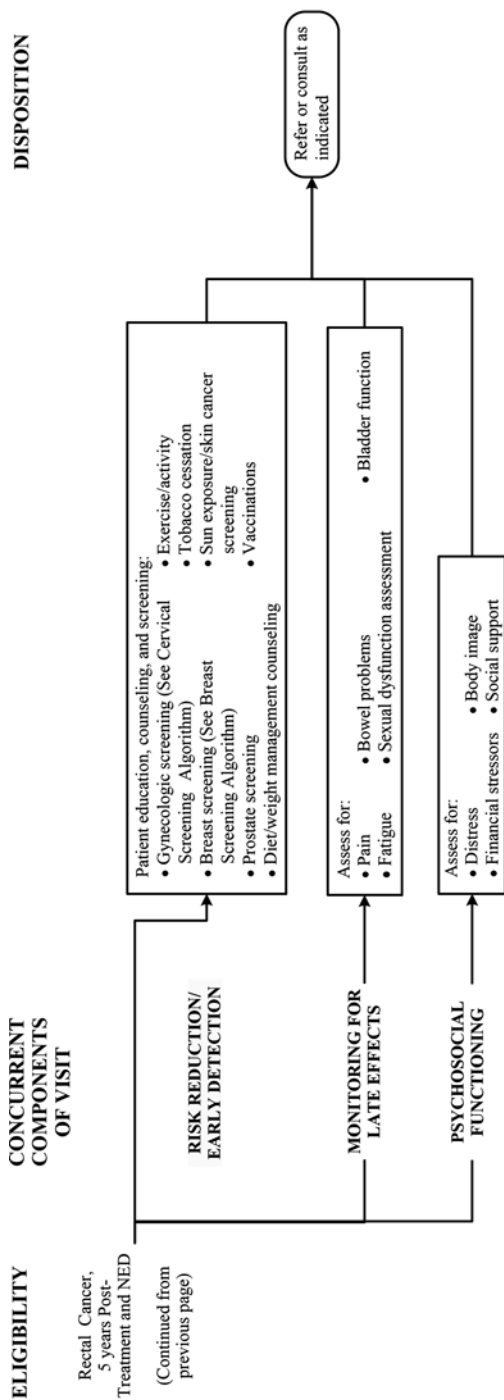 ELIGIBILITY
CONCURRENT
COMPONENTS
OF VISIT
DISPOSITION
Rectal Cancer,
5 years Post-
Treatment and NED
(Continued from
previous page)
RISK REDUCTION/
EARLY DETECTION
Patient education, counseling, and screening:
• Gynecologic screening (See Cervical
Screening Algorithm)
• Breast screening (See Breast
Screening Algorithm)
• Prostate screening
• Diet/weight management counseling
• Exercise/activity
• Tobacco cessation
• Sun exposure/skin cancer
screening
• Vaccinations
MONITORING FOR
LATE EFFECTS
Assess for:
• Pain
• Fatigue
• Bowel problems
• Sexual dysfunction assessment
• Bladder function
PSYCHOSOCIAL
FUNCTIONING
Assess for:
• Distress
• Financial stressors
• Body image
• Social support
Refer or consult as
indicated